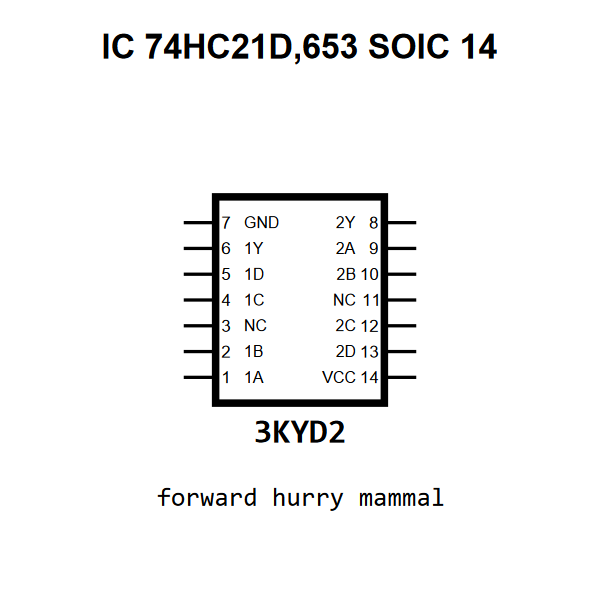 IC 74HC21D,653 SOIC 14
7 GND 2Y 8
6 1Y 2A 9
5 1D 2B 10
4 1C NC 11
3 NC 2C 12
2 1B 2D 13
1 1A VCC 14
3KYD2
forward hurry mammal